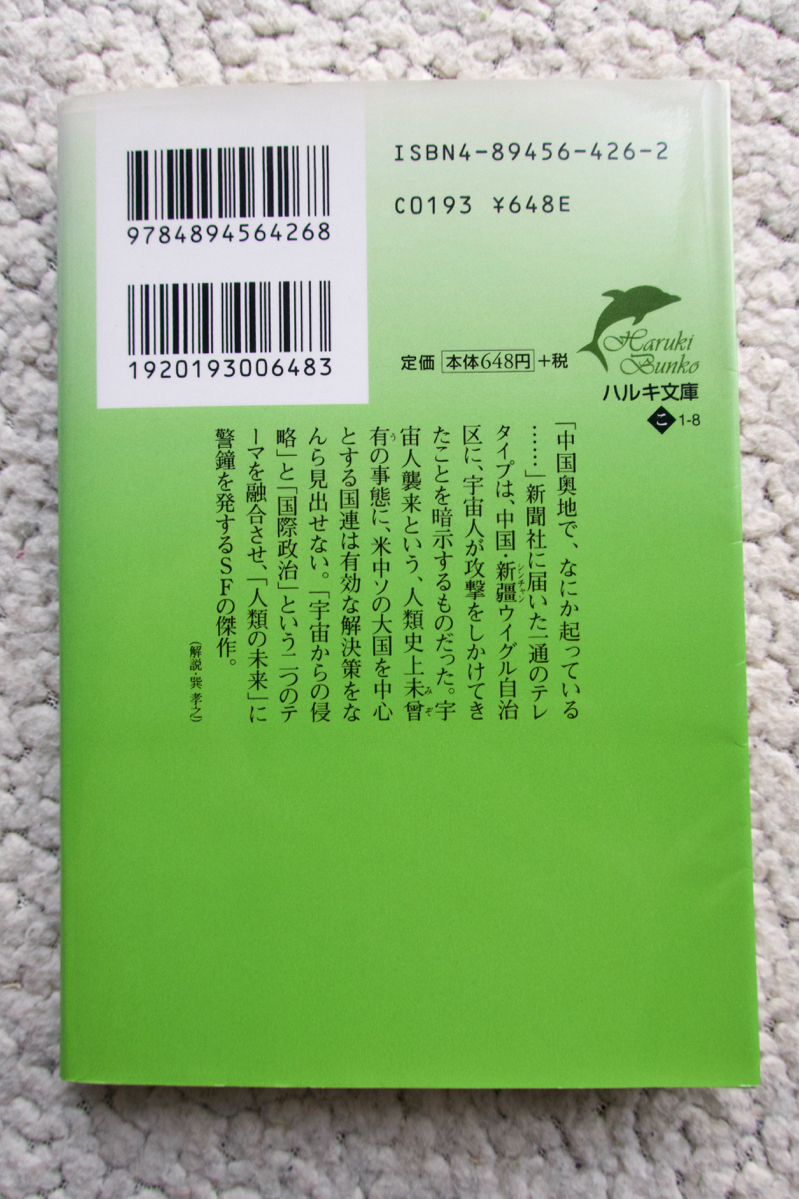 9784894564268
1920193006483
ISBN4-89456-426-2
C0193 ¥648E
定価 本体648円+税
Haruki
Bunko
ハルキ文庫
こ 1-8
「中国奥地で、なにか起っている
……」新聞社に届いた一通のテレ
タイプは、中国・新疆ウイグル自治
シンチャン
区に、宇宙人が攻撃をしかけてき
たことを暗示するものだった。宇
宙人襲来という、人類史上未曾
みぞ
有の事態に、米中ソの大国を中心
う
とする国連は有効な解決策をな
んら見出せない。「宇宙からの侵
略」と「国際政治」という二つのテ
ーマを融合させ、「人類の未来」に
警鐘を発するSFの傑作。
(解説・巽 孝之)